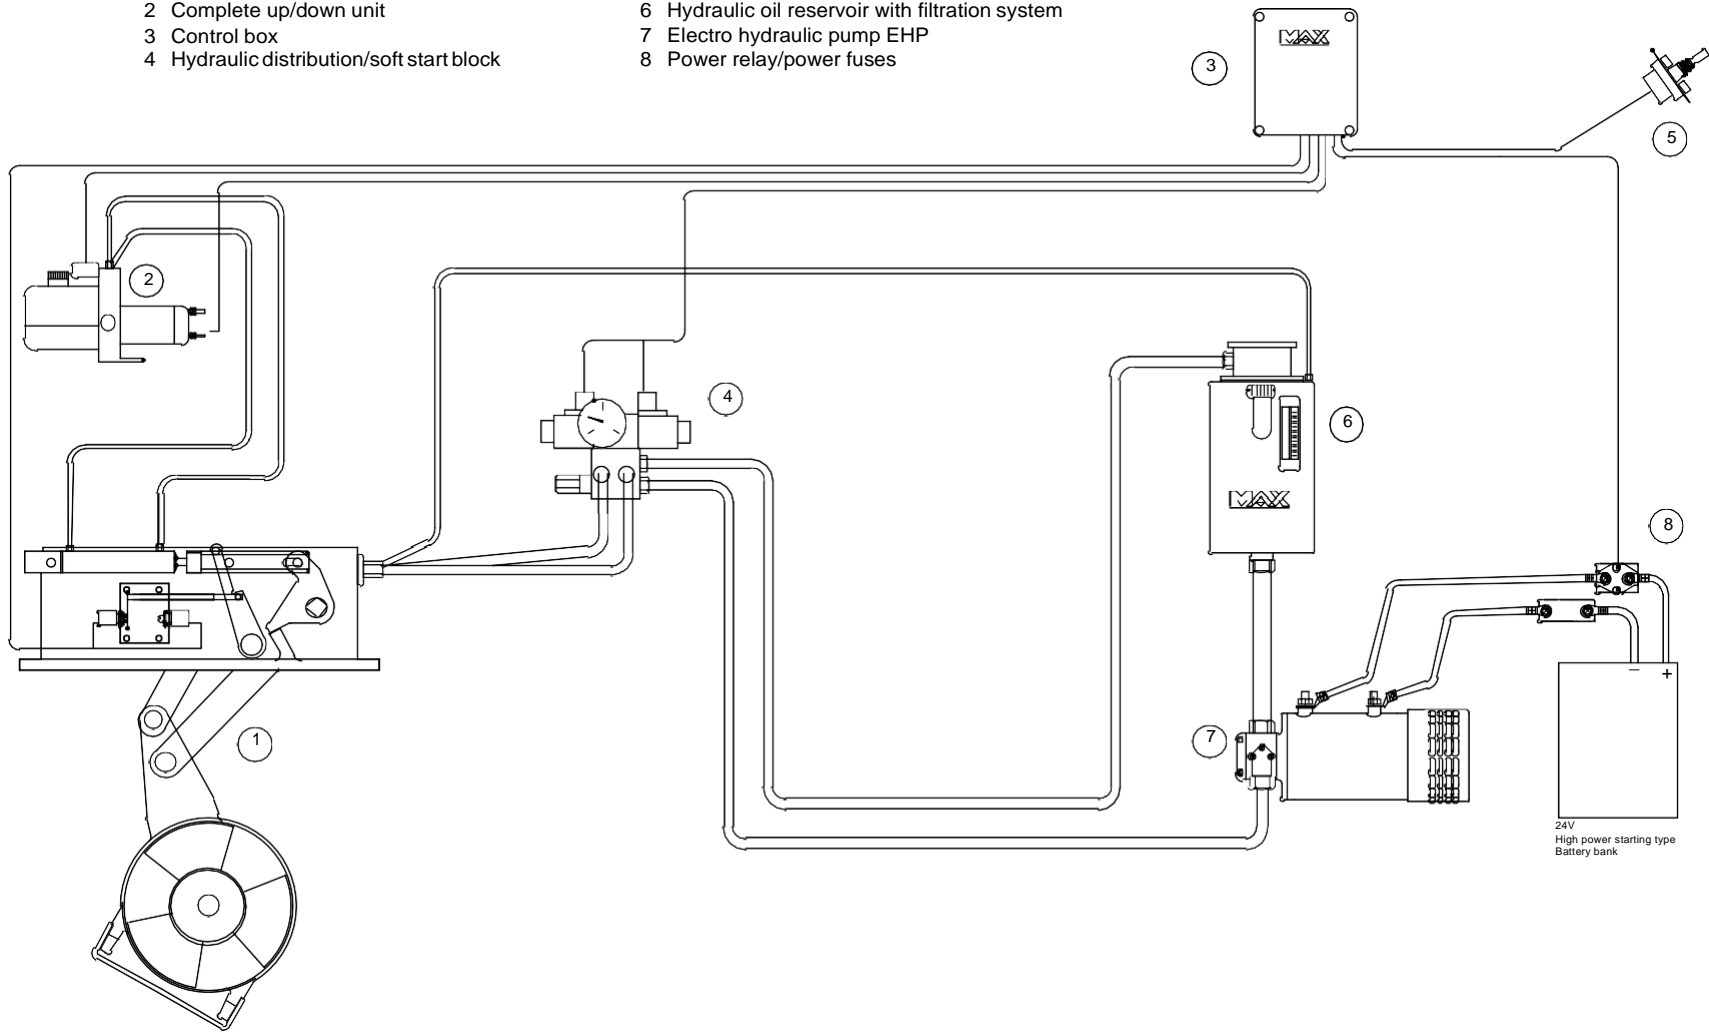 2 Complete up/down unit
3 Control box
4 Hydraulic distribution/soft start block
6 Hydraulic oil reservoir with filtration system
7 Electro hydraulic pump EHP
8 Power relay/power fuses
MAX
3
5
2
4
6
MAX
8
− +
7
1
24V
High power starting type
Battery bank